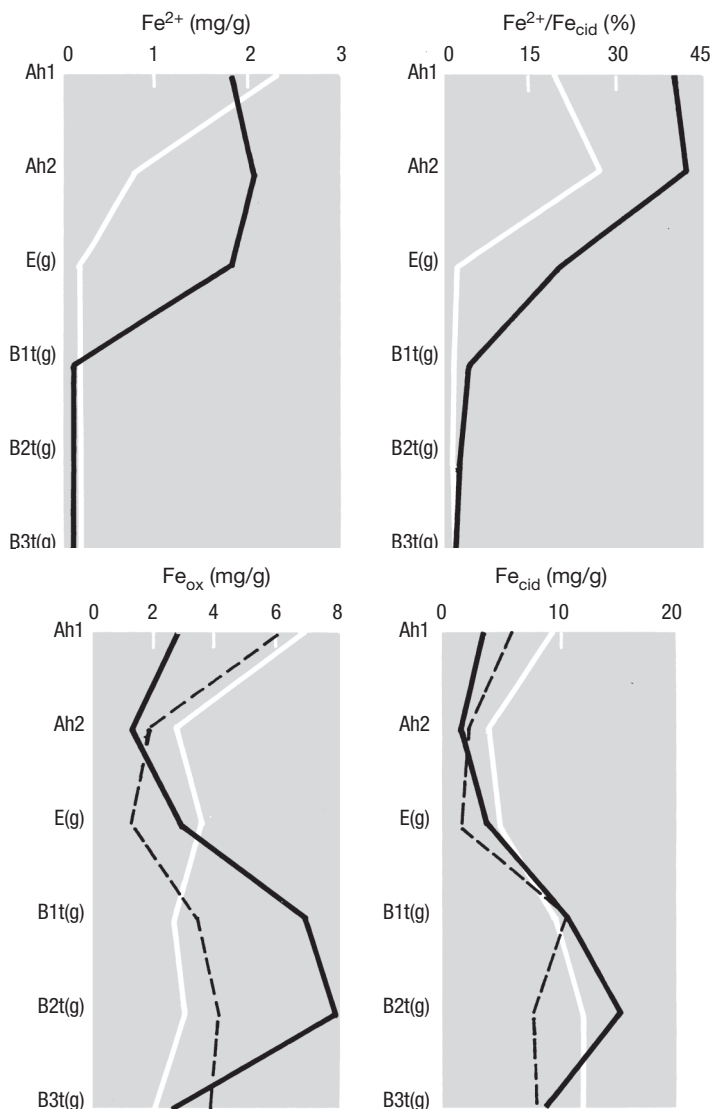 Fe²⁺ (mg/g)
0 1 2 3
Ah1
Ah2
E(g)
B1t(g)
B2t(g)
B3t(g)
Fe²⁺/Fecid (%)
0 15 30 45
Ah1
Ah2
E(g)
B1t(g)
B2t(g)
B3t(g)
Feox (mg/g)
0 2 4 6 8
Ah1
Ah2
E(g)
B1t(g)
B2t(g)
B3t(g)
Fecid (mg/g)
0 10 20
Ah1
Ah2
E(g)
B1t(g)
B2t(g)
B3t(g)